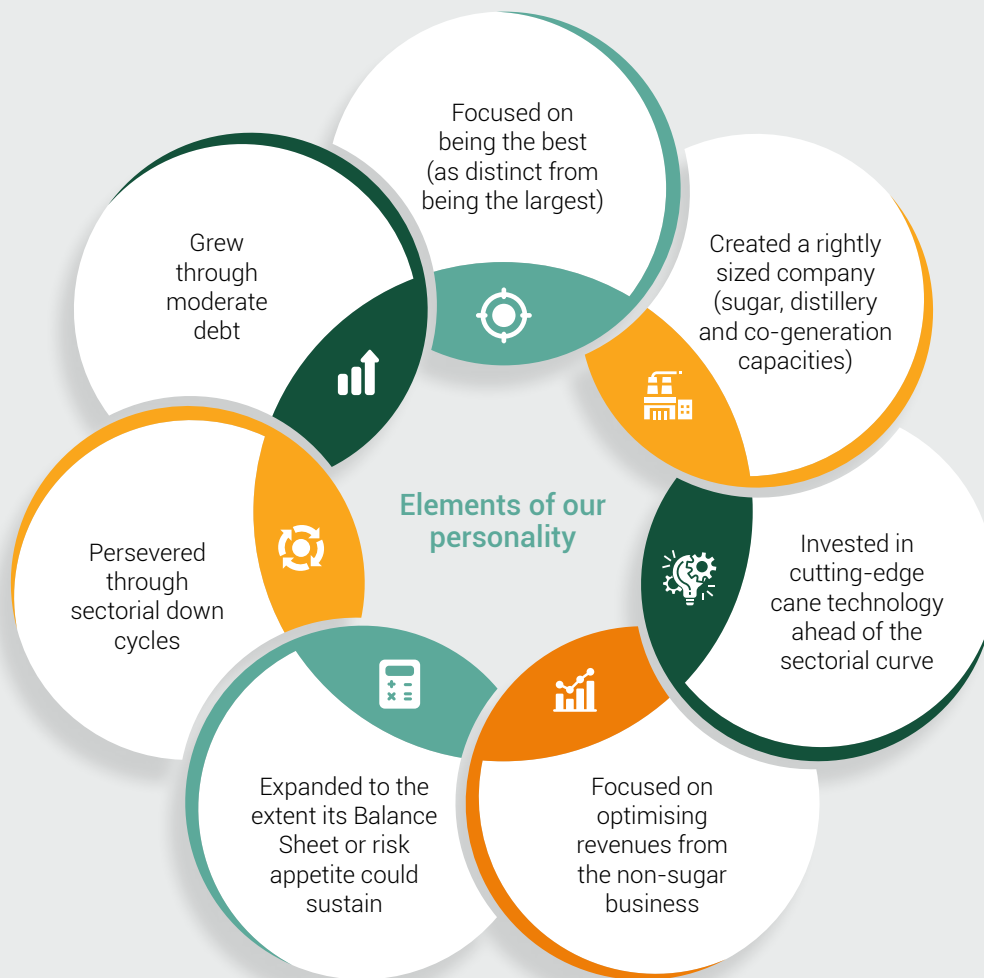 Focused on
being the best
(as distinct from
being the largest)
Created a rightly
sized company
(sugar, distillery
and co-generation
capacities)
Invested in
cutting-edge
cane technology
ahead of the
sectorial curve
Focused on
optimising
revenues from
the non-sugar
business
Expanded to the
extent its Balance
Sheet or risk
appetite could
sustain
Persevered
through
sectorial down
cycles
Grew
through
moderate
debt
Elements of our
personality